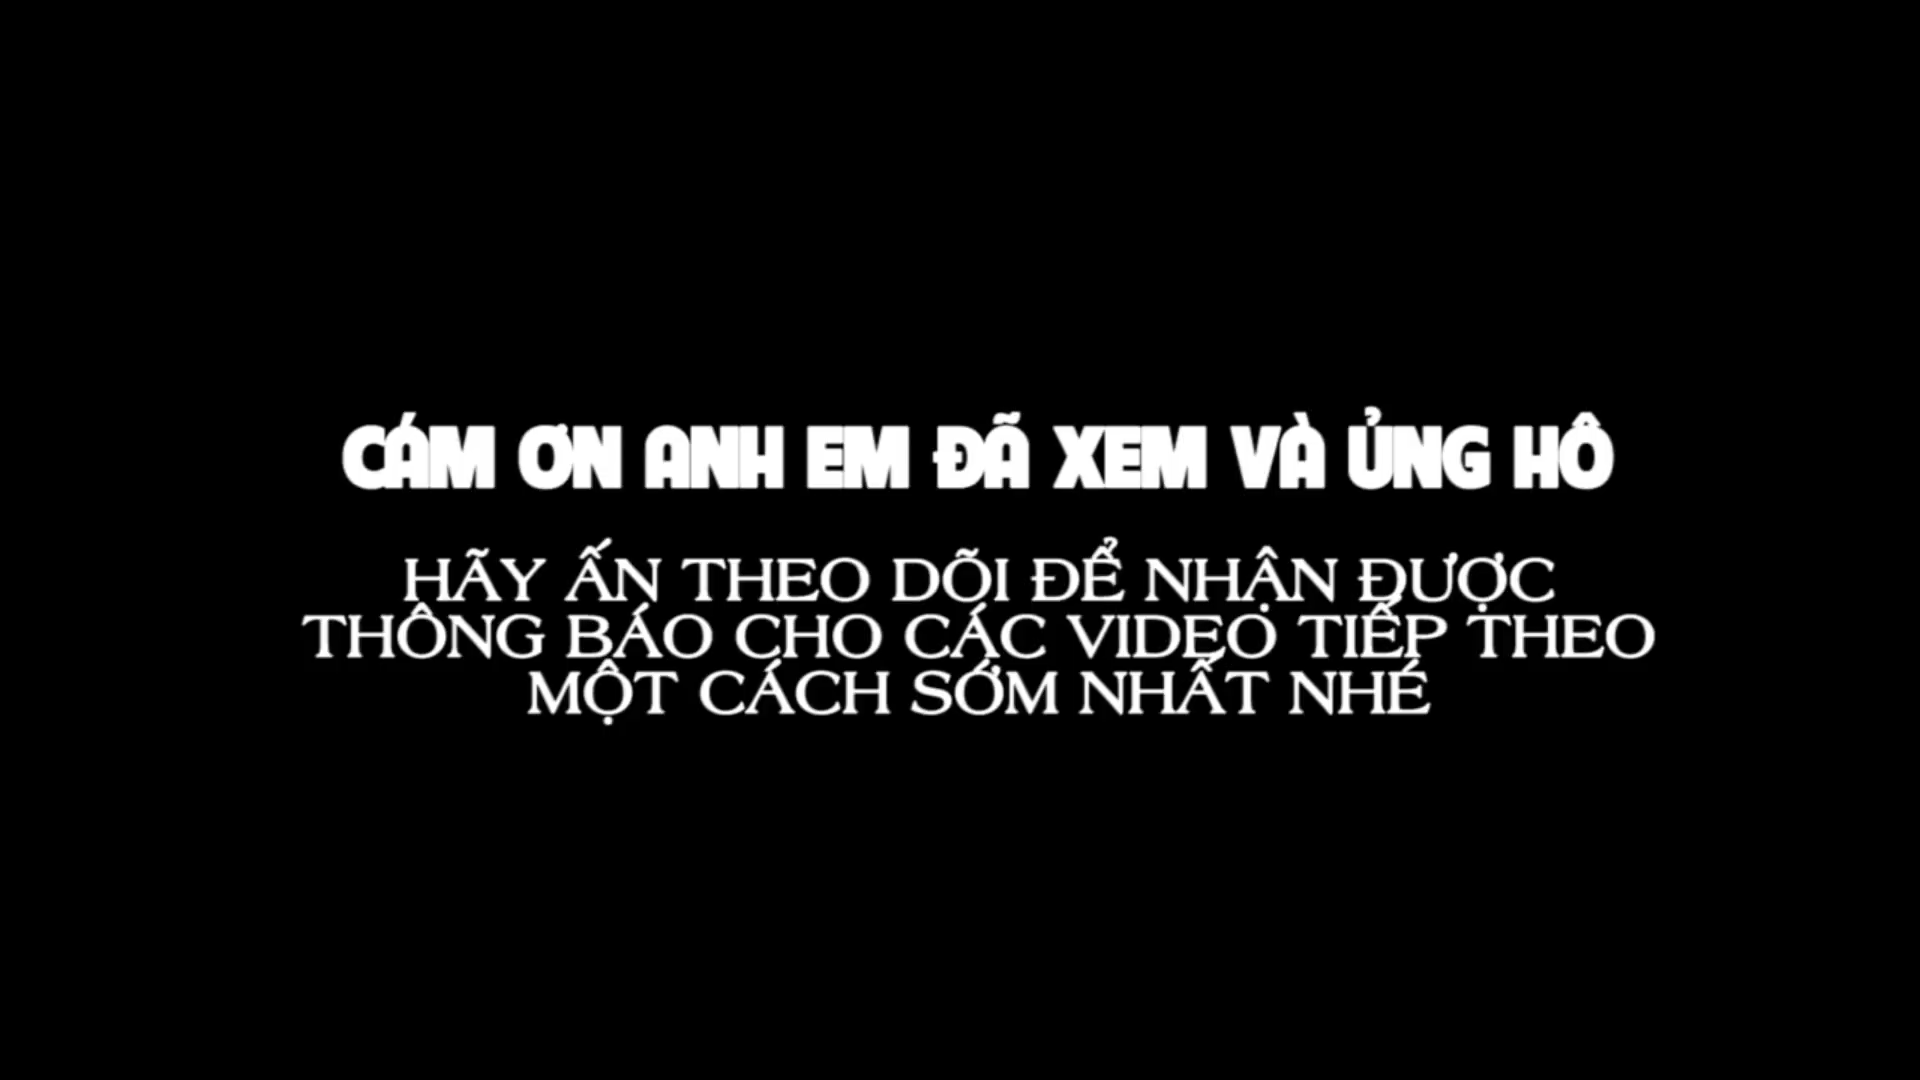 CÁM ƠN ANH EM ĐÃ XEM VÀ ỦNG HÔ
HÃY ẤN THEO DÕI ĐỂ NHẬN ĐƯỢC
THÔNG BÁO CHO CÁC VIDEO TIẾP THEO
MỘT CÁCH SỚM NHẤT NHÉ